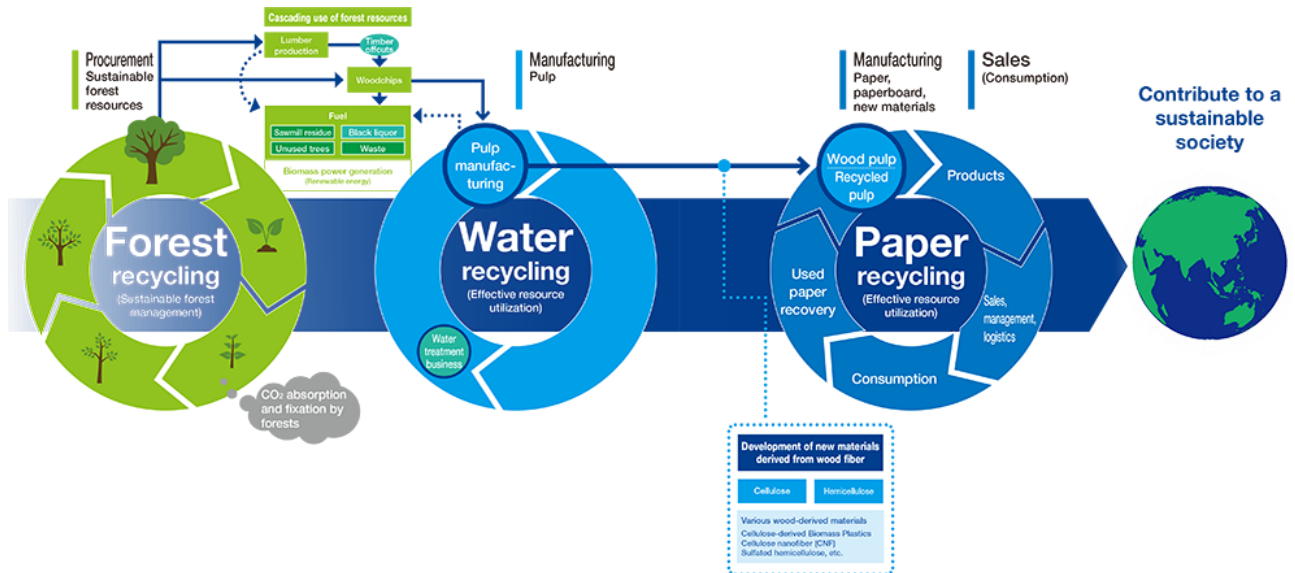 Cascading use of forest resources
Lumber
production
Timber
offcuts
Woodchips
Fuel
Sawmill residue
Black liquor
Unused trees
Waste
Biomass power generation
(Renewable energy)
Procurement
Sustainable
forest
resources
Forest
recycling
(Sustainable forest
management)
CO₂ absorption
and fixation by
forests
Manufacturing
Pulp
Pulp
manufac-
turing
Water
recycling
(Effective resource
utilization)
Water
treatment
business
Manufacturing
Paper,
paperboard,
new materials
Sales
(Consumption)
Wood pulp
Recycled
pulp
Products
Paper
recycling
(Effective resource
utilization)
Used
paper
recovery
Sales,
management,
logistics
Consumption
Development of new materials
derived from wood fiber
Cellulose
Hemicellulose
Various wood-derived materials
Cellulose-derived Biomass Plastics
Cellulose nanofiber (CNF)
Sulfated hemicellulose, etc.
Contribute to a
sustainable
society